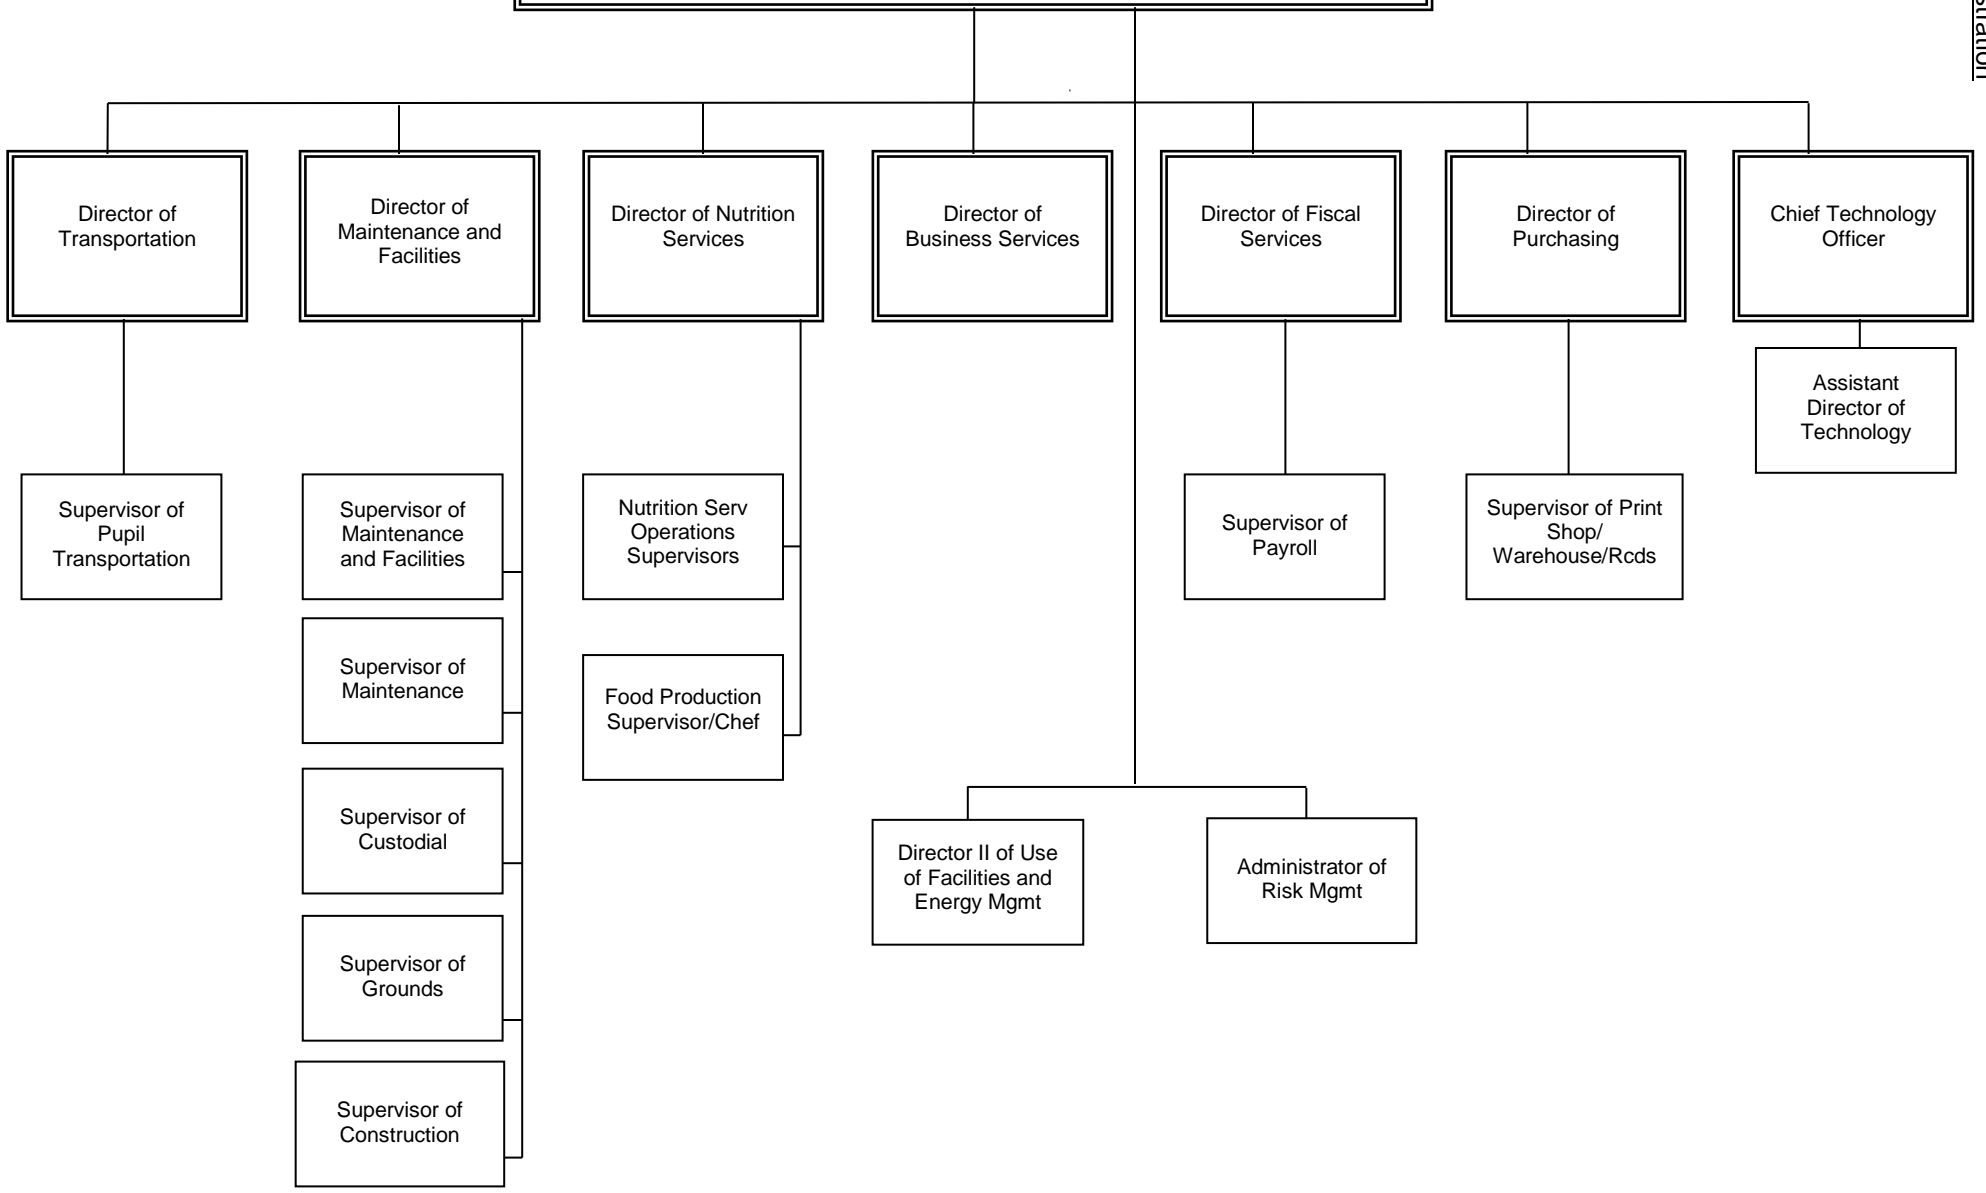 Director of
Transportation
Director of
Maintenance and
Facilities
Director of Nutrition
Services
Director of
Business Services
Director of Fiscal
Services
Director of
Purchasing
Chief Technology
Officer
Assistant
Director of
Technology
Supervisor of
Pupil
Transportation
Supervisor of
Maintenance
and Facilities
Nutrition Serv
Operations
Supervisors
Supervisor of
Payroll
Supervisor of Print
Shop/
Warehouse/Rcds
Supervisor of
Maintenance
Food Production
Supervisor/Chef
Supervisor of
Custodial
Director II of Use
of Facilities and
Energy Mgmt
Administrator of
Risk Mgmt
Supervisor of
Grounds
Supervisor of
Construction